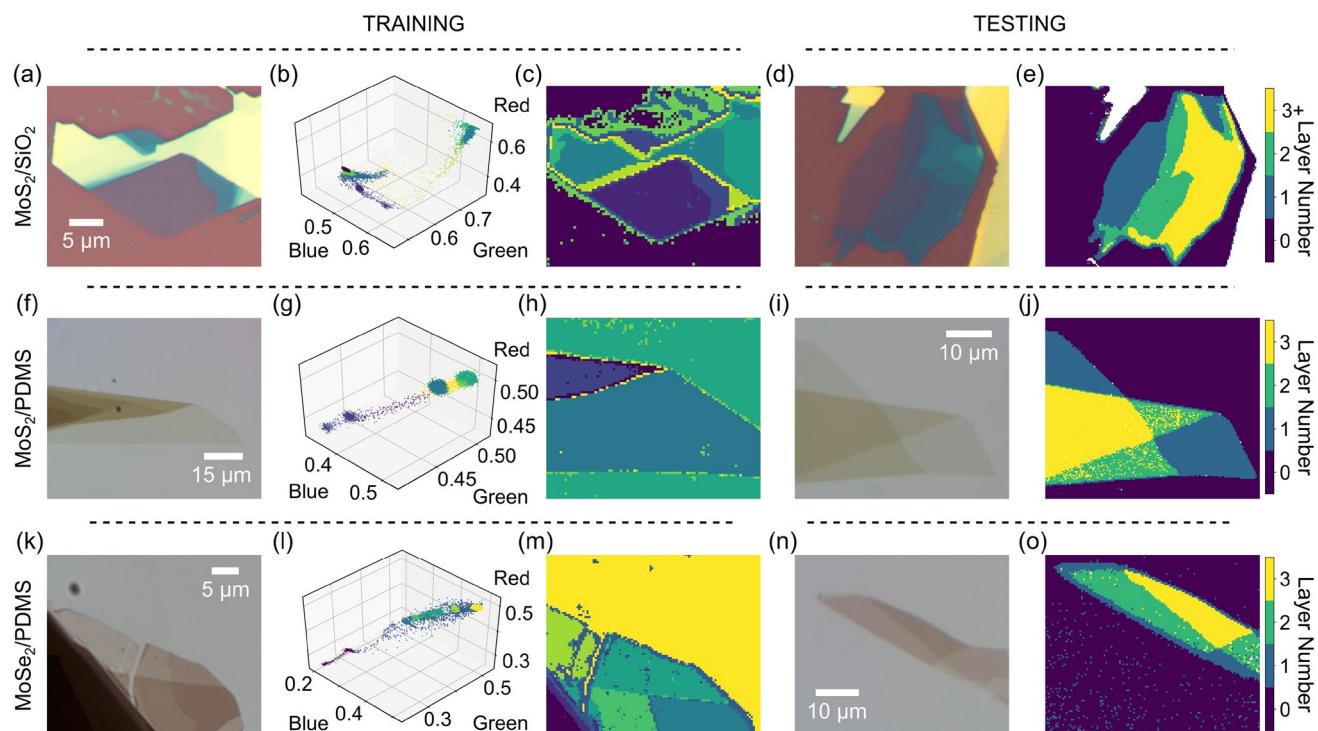 TRAINING
TESTING
(a)
(b)
(c)
(d)
(e)
MoS₂/SiO₂
5 µm
Red
0.6
0.4
0.5
Blue
0.6
0.6
0.7
Green
3+
2
1
0
Layer Number
(f)
(g)
(h)
(i)
(j)
MoS₂/PDMS
15 µm
Red
0.50
0.45
0.4
Blue
0.5
0.45
0.50
Green
10 µm
3
2
1
0
Layer Number
(k)
(l)
(m)
(n)
(o)
MoSe₂/PDMS
5 µm
Red
0.5
0.3
0.2
Blue
0.4
0.3
0.5
Green
10 µm
3
2
1
0
Layer Number